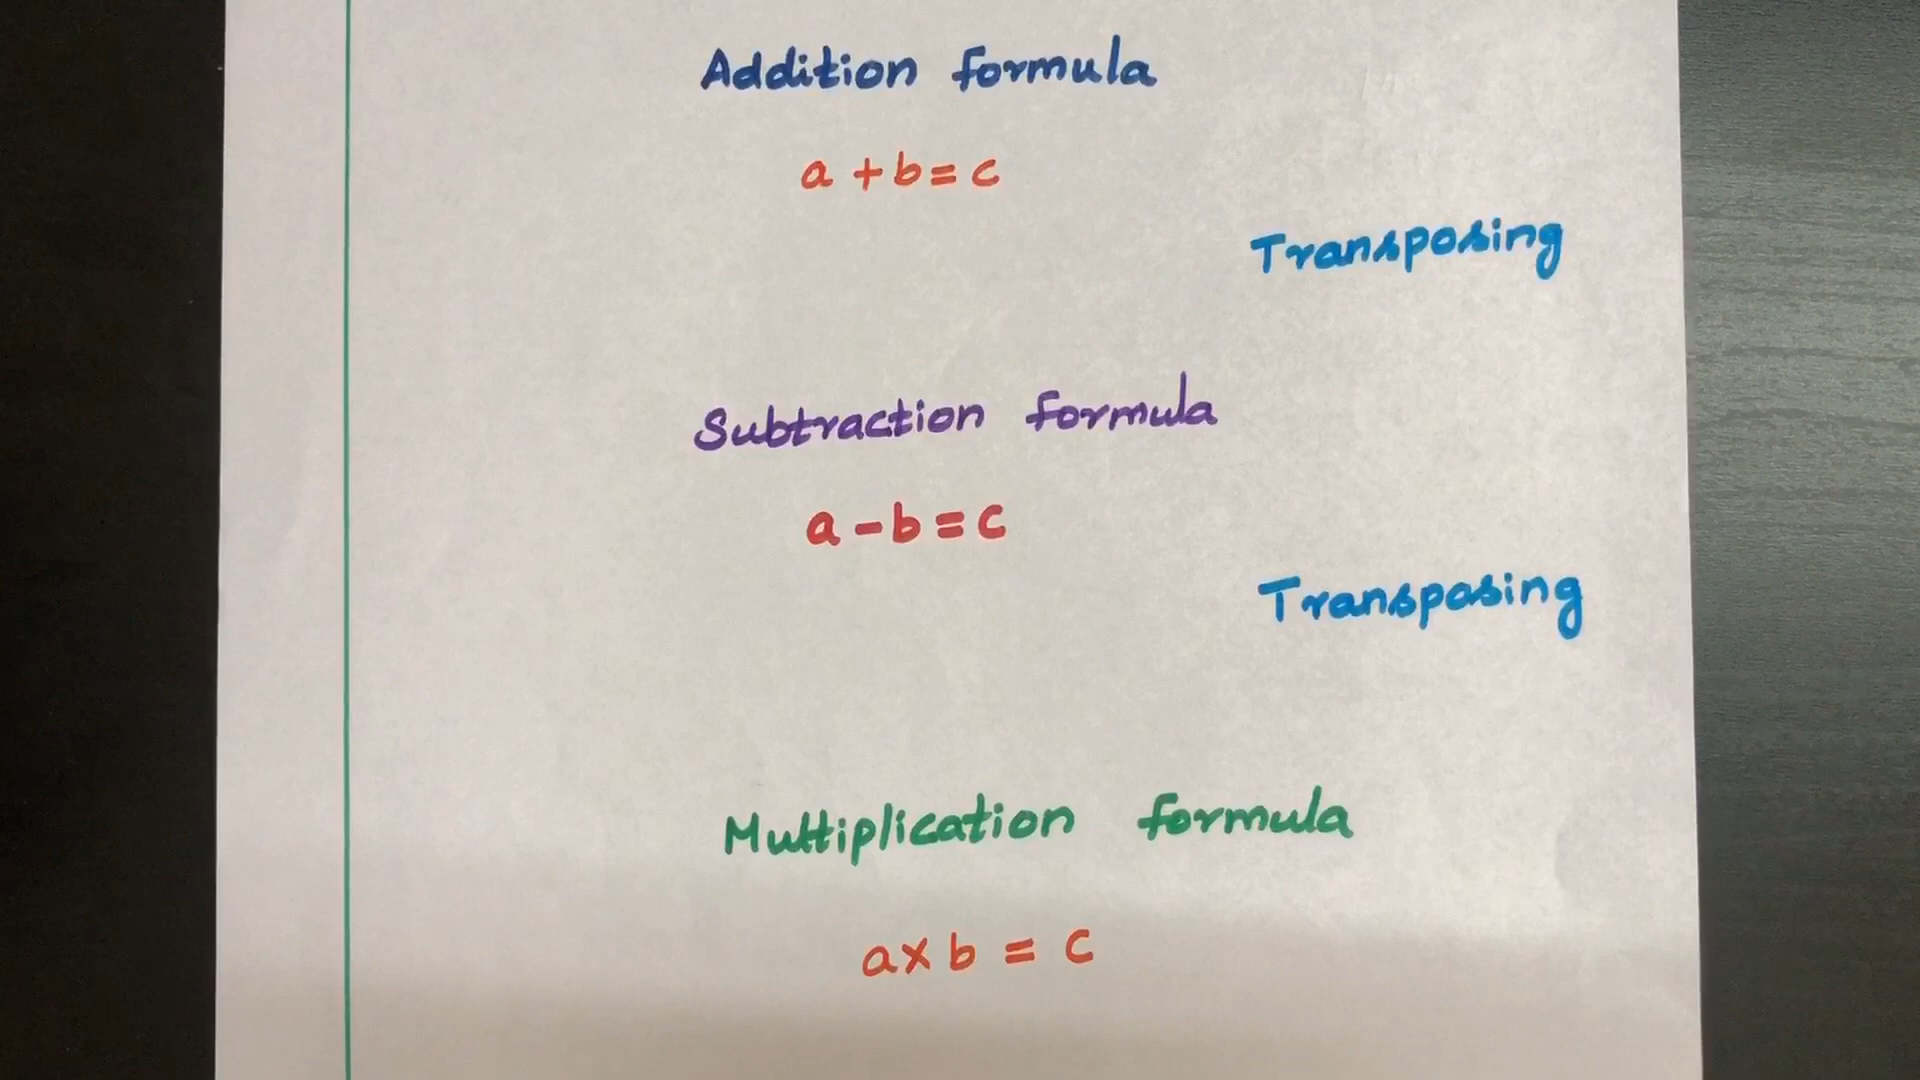 Addition formula
a + b = c
Transposing
Subtraction formula
a - b = c
Transposing
Multiplication formula
a x b = c